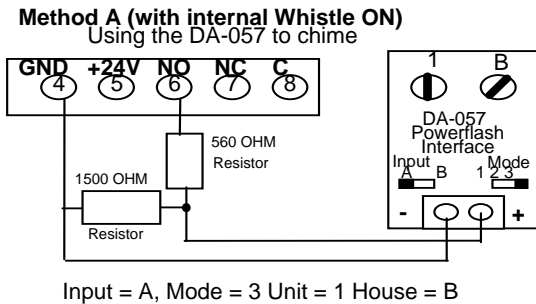 Method A (with internal Whistle ON)
Using the DA-057 to chime
GND +24V NO NC C
4 5 6 7 8
1 B
DA-057
Powerflash
Interface
Input Mode
A B 1 2 3
- +
560 OHM
Resistor
1500 OHM
Resistor
Input = A, Mode = 3 Unit = 1 House = B